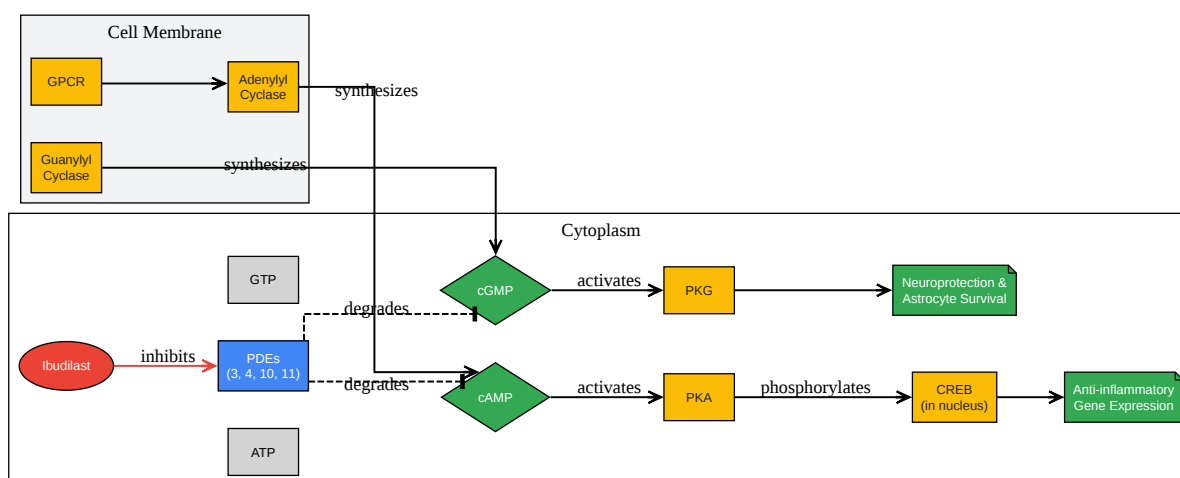 Cell Membrane
GPCR
Adenylyl
Cyclase
synthesizes
Guanylyl
Cyclase
synthesizes
Cytoplasm
GTP
cGMP
activates
PKG
Neuroprotection &
Astrocyte Survival
degrades
Ibudilast
inhibits
PDEs
(3, 4, 10, 11)
degrades
cAMP
activates
PKA
phosphorylates
CREB
(in nucleus)
Anti-inflammatory
Gene Expression
ATP